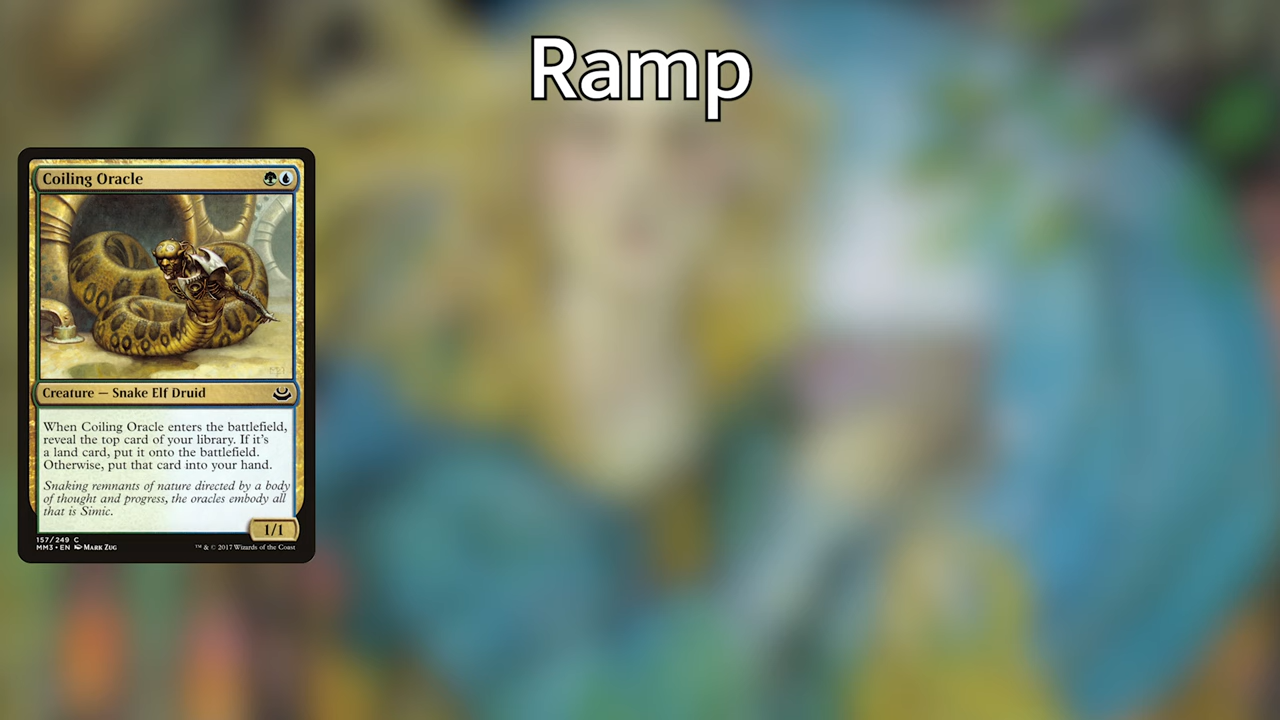 Ramp
Coiling Oracle
Creature — Snake Elf Druid
When Coiling Oracle enters the battlefield,
reveal the top card of your library. If it's
a land card, put it onto the battlefield.
Otherwise, put that card into your hand.
Snaking remnants of nature directed by a body
of thought and progress, the oracles embody all
that is Simic.
1/1
157/249 C
MM3 • EN Mark Zug
™ & © 2017 Wizards of the Coast